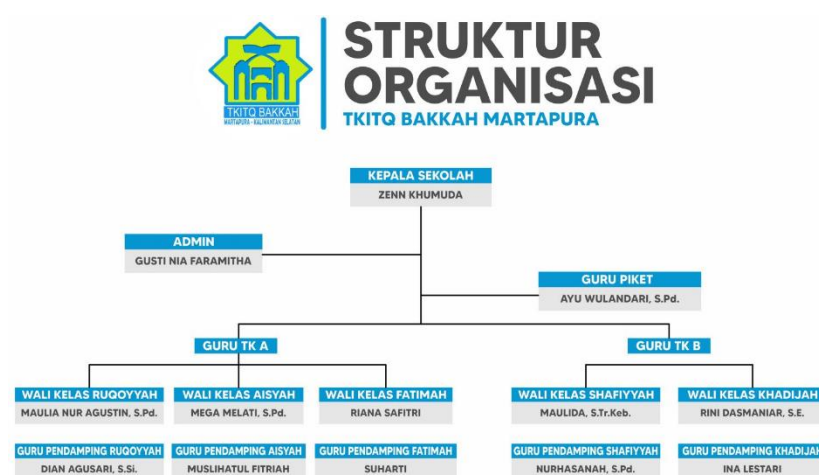 STRUKTUR
ORGANISASI
TKITQ BAKKAH MARTAPURA
TKITQ BAKKAH
MARTAPURA - KALIMANTAN SELATAN
KEPALA SEKOLAH
ZENN KHUMUDA
ADMIN
GUSTI NIA FARAMITHA
GURU PIKET
AYU WULANDARI, S.Pd.
GURU TK A
GURU TK B
WALI KELAS RUQOYYAH
MAULIA NUR AGUSTIN, S.Pd.
WALI KELAS AISYAH
MEGA MELATI, S.Pd.
WALI KELAS FATIMAH
RIANA SAFITRI
WALI KELAS SHAFIYYAH
MAULIDA, S.Tr.Keb.
WALI KELAS KHADIJAH
RINI DASMANIAR, S.E.
GURU PENDAMPING RUQOYYAH
DIAN AGUSARI, S.Si.
GURU PENDAMPING AISYAH
MUSLIHATUL FITRIAH
GURU PENDAMPING FATIMAH
SUHARTI
GURU PENDAMPING SHAFIYYAH
NURHASANAH, S.Pd.
GURU PENDAMPING KHADIJAH
INA LESTARI